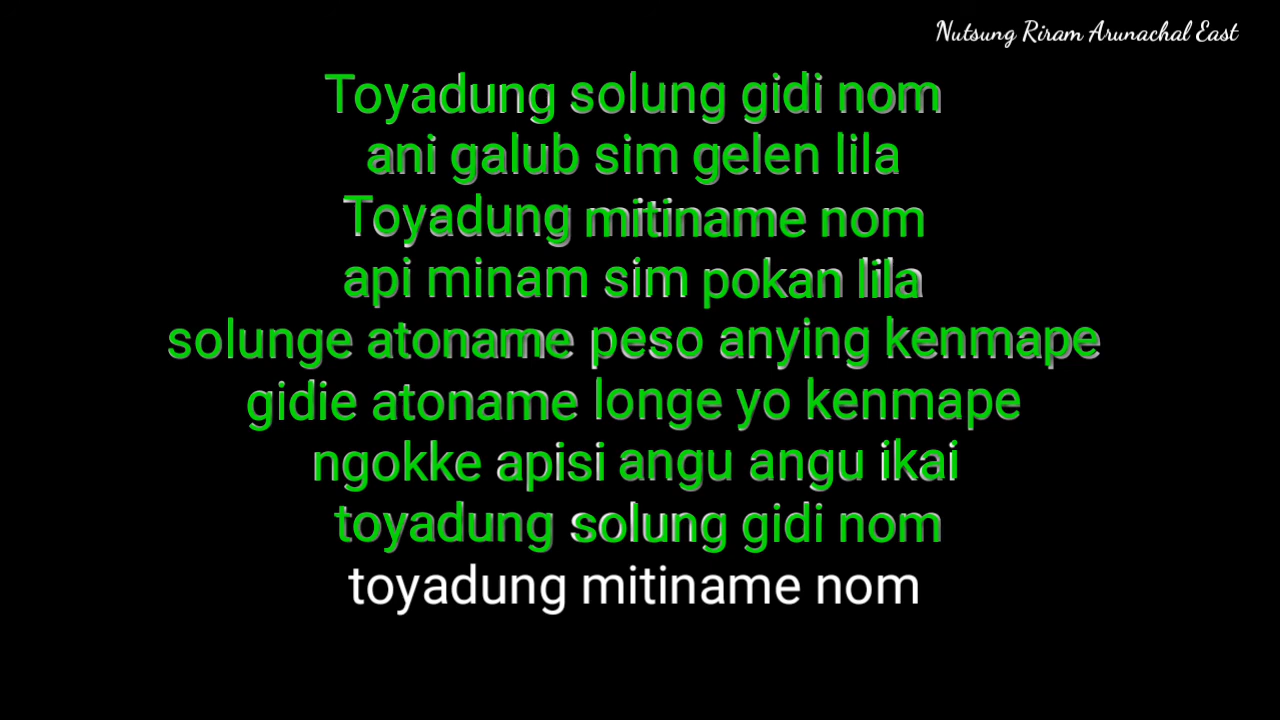 Nutsung Riram Arunachal East
Toyadung solung gidi nom
ani galub sim gelen lila
Toyadung mitiname nom
api minam sim pokan lila
solunge atoname peso anying kenmape
gidie atoname longe yo kenmape
ngokke apisi angu angu ikai
toyadung solung gidi nom
toyadung mitiname nom